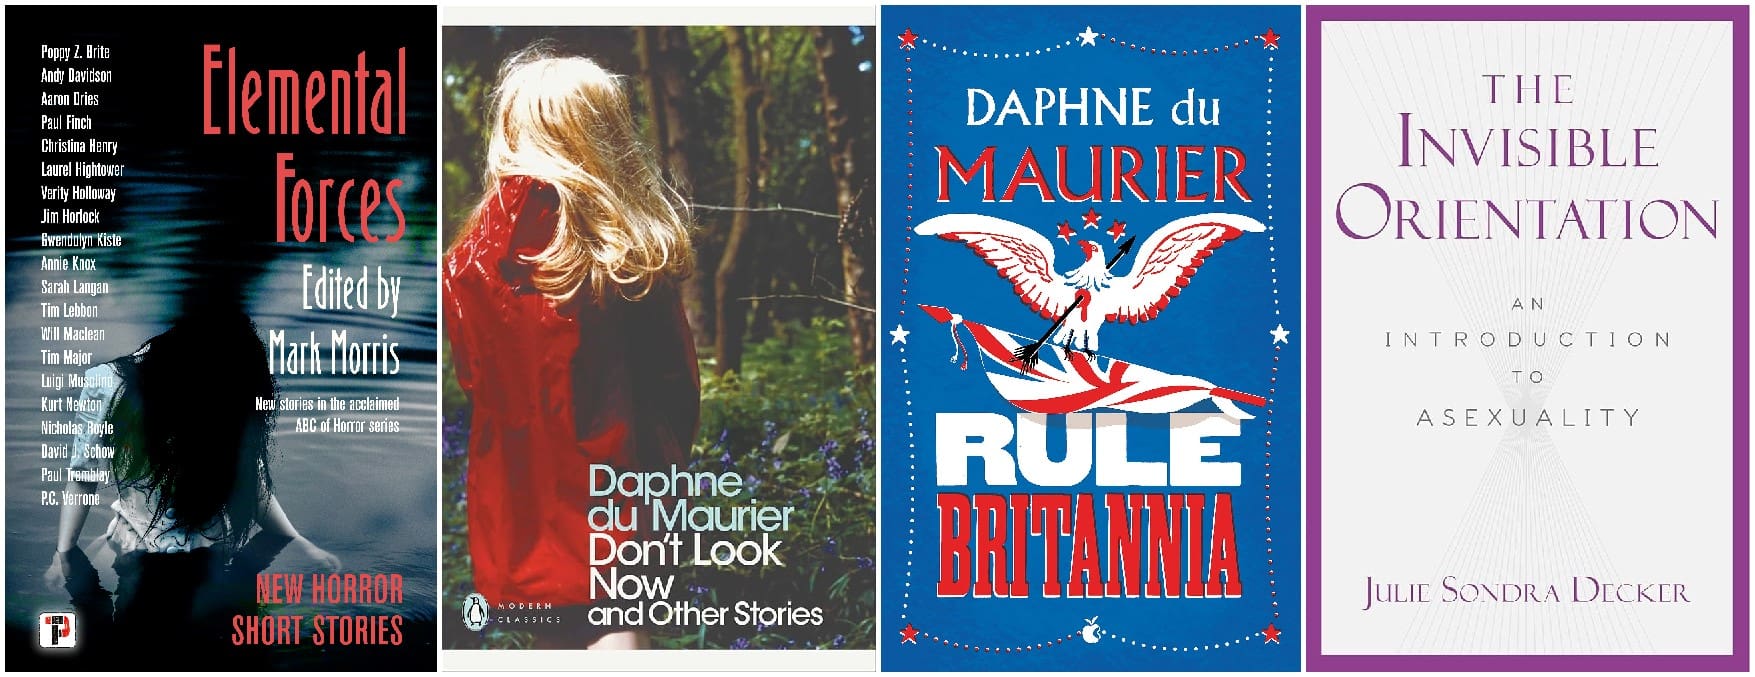 Poppy Z. Brite
Andy Davidson
Aaron Dries
Paul Finch
Christina Henry
Laurel Hightower
Verity Holloway
Jim Horlock
Gwendolyn Kiste
Annie Knox
Sarah Langan
Tim Lebbon
Will Maclean
Tim Major
Luigi Musolino
Kurt Newton
Nicholas Royle
David J. Schow
Paul Tremblay
P.C. Verrone
Elemental
Forces
Edited by
Mark Morris
New stories in the acclaimed
ABC of Horror series
NEW HORROR
SHORT STORIES
Daphne
du Maurier
Don't Look
Now
and Other Stories
MODERN
CLASSICS
DAPHNE du
MAURIER
RULE
BRITANNIA
THE
INVISIBLE
ORIENTATION
AN
INTRODUCTION
TO
ASEXUALITY
JULIE SONDRA DECKER